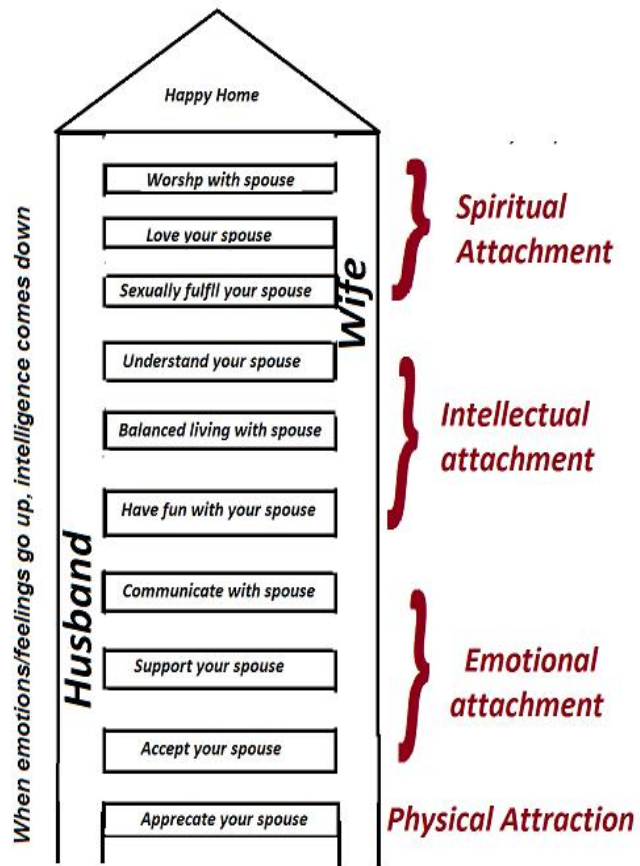 Happy Home
Worshp with spouse
Love your spouse
Sexually fulfll your spouse
Understand your spouse
Balanced living with spouse
Have fun with your spouse
Communicate with spouse
Support your spouse
Accept your spouse
Apprecate your spouse
Husband
Wife
When emotions/feelings go up, intelligence comes down
Spiritual
Attachment
Intellectual
attachment
Emotional
attachment
Physical Attraction